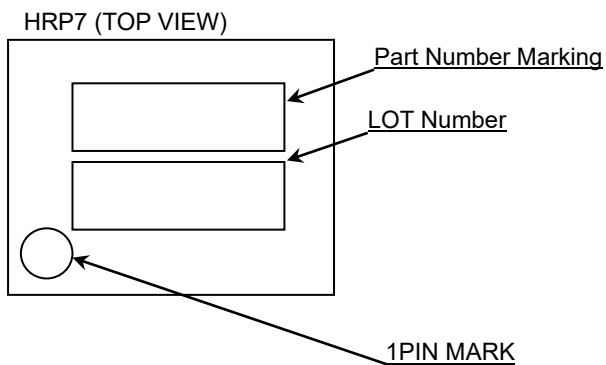 HRP7 (TOP VIEW)
Part Number Marking
LOT Number
1PIN MARK